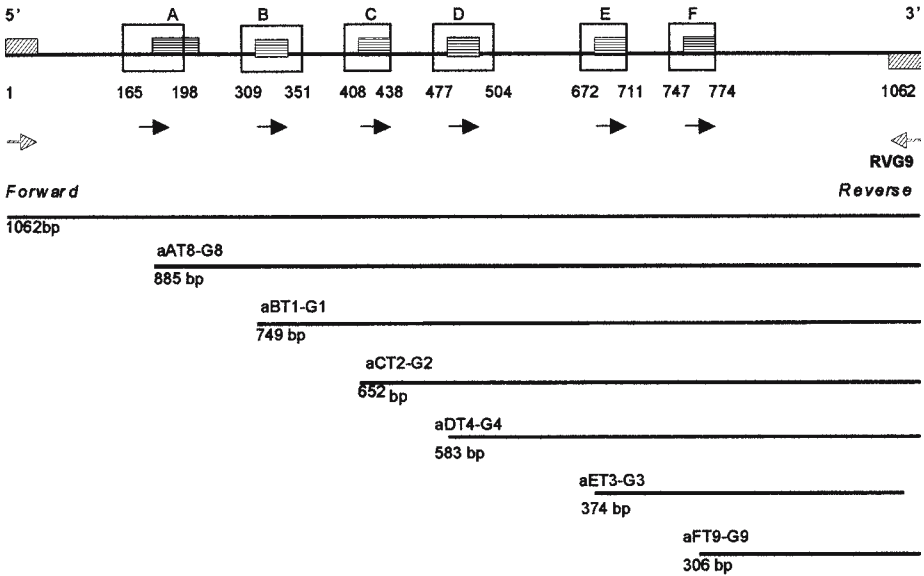 5' A B C D E F 3'
1 165 198 309 351 408 438 477 504 672 711 747 774 1062
RVG9
Forward Reverse
1062bp
aAT8-G8
885 bp
aBT1-G1
749 bp
aCT2-G2
652 bp
aDT4-G4
583 bp
aET3-G3
374 bp
aFT9-G9
306 bp